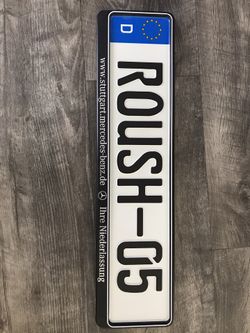 D
ROUSH-05
www.stuttgart.mercedes-benz.de Ihre Niederlassung